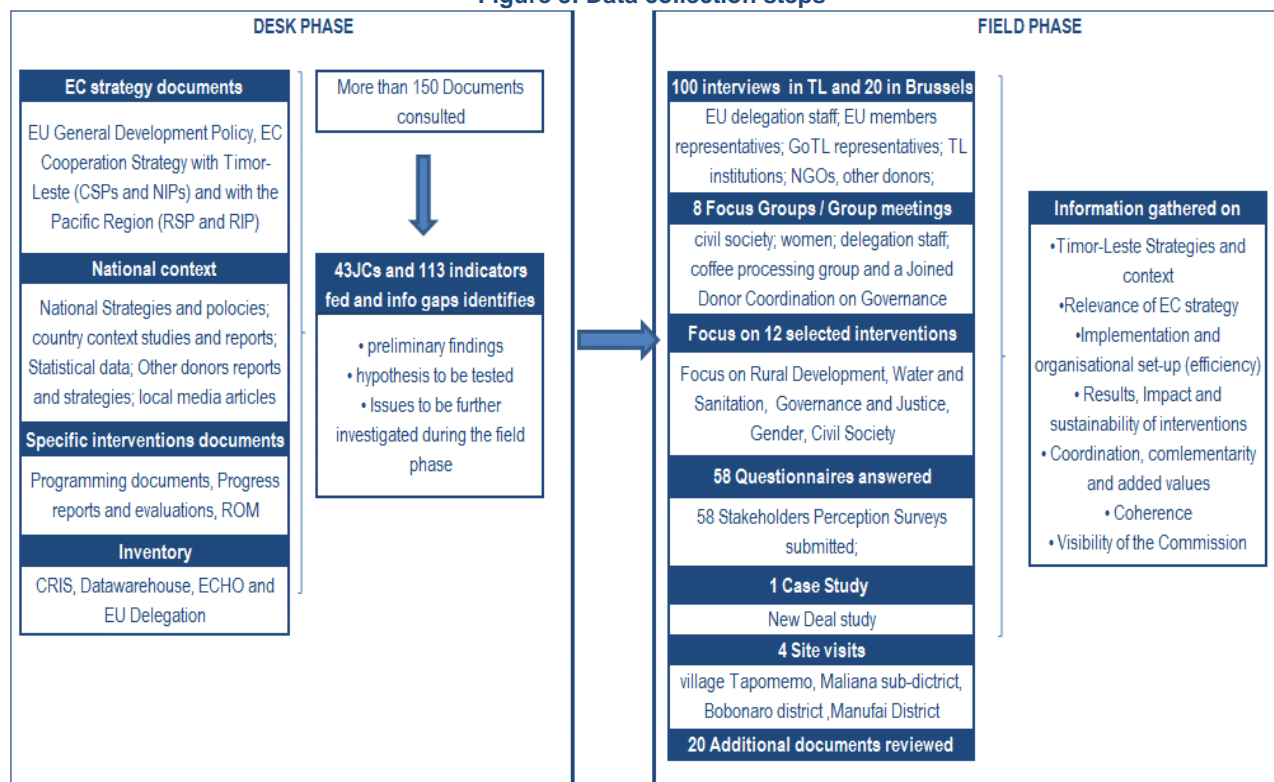 Figure 3. Data collection steps
DESK PHASE
EC strategy documents
EU General Development Policy, EC
Cooperation Strategy with Timor-
Leste (CSPs and NIPs) and with the
Pacific Region (RSP and RIP)
National context
National Strategies and polocies;
country context studies and reports;
Statistical data; Other donors reports
and strategies; local media articles
Specific interventions documents
Programming documents, Progress
reports and evaluations, ROM
Inventory
CRIS, Datawarehouse, ECHO and
EU Delegation
More than 150 Documents
consulted
43JCs and 113 indicators
fed and info gaps identifies
• preliminary findings
• hypothesis to be tested
• Issues to be further
investigated during the field
phase
FIELD PHASE
100 interviews in TL and 20 in Brussels
EU delegation staff; EU members
representatives; GoTL representatives; TL
institutions; NGOs, other donors;
8 Focus Groups / Group meetings
civil society; women; delegation staff;
coffee processing group and a Joined
Donor Coordination on Governance
Focus on 12 selected interventions
Focus on Rural Development, Water and
Sanitation, Governance and Justice,
Gender, Civil Society
58 Questionnaires answered
58 Stakeholders Perception Surveys
submitted;
1 Case Study
New Deal study
4 Site visits
village Tapomemo, Maliana sub-dictrict,
Bobonaro district ,Manufai District
20 Additional documents reviewed
Information gathered on
•Timor-Leste Strategies and
context
•Relevance of EC strategy
•Implementation and
organisational set-up (efficiency)
• Results, Impact and
sustainability of interventions
• Coordination, comlementarity
and added values
• Coherence
• Visibility of the Commission